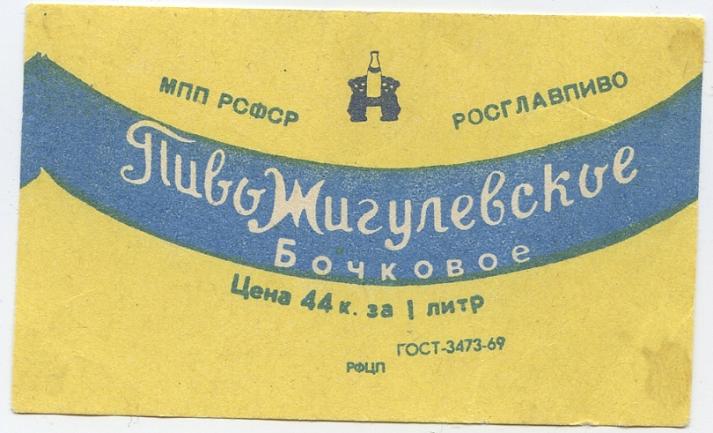 МПП РСФСР
РОСГЛАВПИВО
Пиво Жигулевское
Бочковое
Цена 44 к. за 1 литр
ГОСТ-3473-69
РФЦП